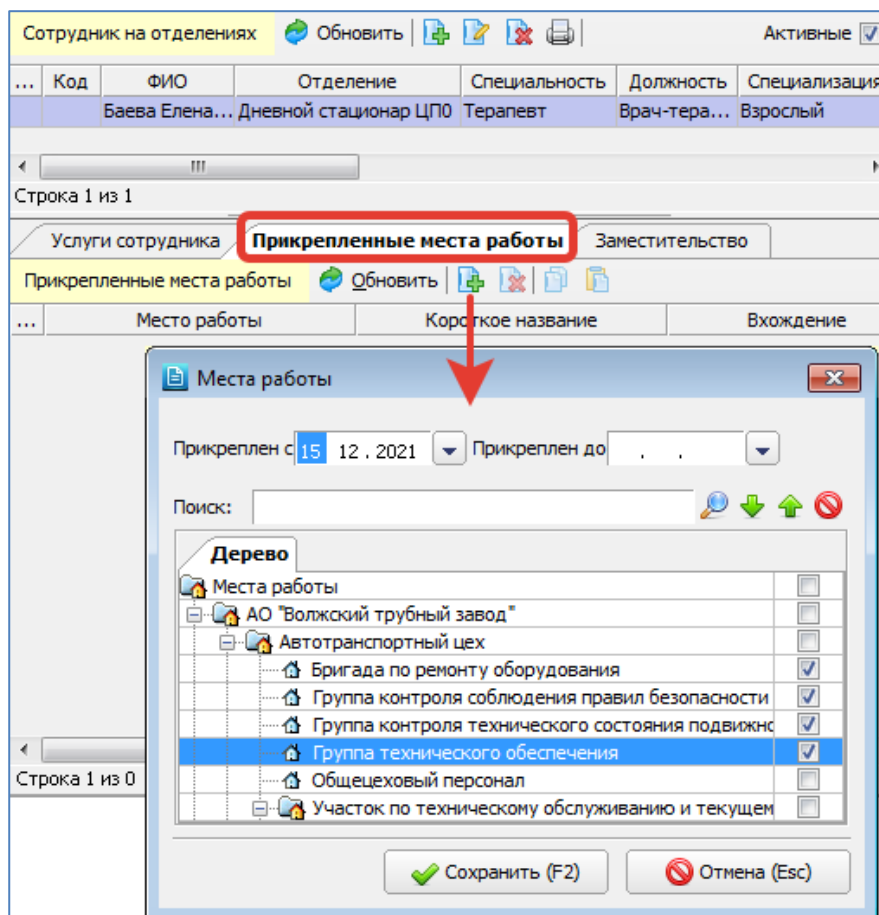 Сотрудник на отделениях Обновить Активные
... Код ФИО Отделение Специальность Должность Специализация
Баева Елена... Дневной стационар ЦП0 Терапевт Врач-тера... Взрослый
Строка 1 из 1
Услуги сотрудника Прикрепленные места работы Заместительство
Прикрепленные места работы Обновить
... Место работы Короткое название Вхождение
Места работы
Прикреплен с 15 12 . 2021 Прикреплен до . .
Поиск:
Дерево
Места работы
АО "Волжский трубный завод"
Автотранспортный цех
Бригада по ремонту оборудования
Группа контроля соблюдения правил безопасности
Группа контроля технического состояния подвижнс
Группа технического обеспечения
Строка 1 из 0 Общецеховый персонал
Участок по техническому обслуживанию и текущем
Сохранить (F2) Отмена (Esc)